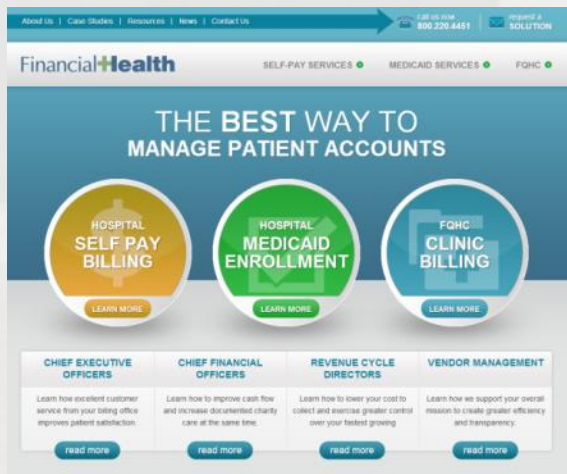 About Us | Case Studies | Resources | News | Contact Us
call us now
800.220.4451
request a
SOLUTION
Financial Health
SELF-PAY SERVICES
MEDICAID SERVICES
FQHC
THE BEST WAY TO
MANAGE PATIENT ACCOUNTS
HOSPITAL
SELF PAY
BILLING
LEARN MORE
HOSPITAL
MEDICAID
ENROLLMENT
LEARN MORE
FQHC
CLINIC
BILLING
LEARN MORE
CHIEF EXECUTIVE
OFFICERS
Learn how excellent customer
service from your billing office
improves patient satisfaction.
read more
CHIEF FINANCIAL
OFFICERS
Learn how to improve cash flow
and increase documented charity
care at the same time.
read more
REVENUE CYCLE
DIRECTORS
Learn how to lower your cost to
collect and exercise greater control
over your fastest growing
read more
VENDOR MANAGEMENT
Learn how we support your overall
mission to create greater efficiency
and transparency.
read more